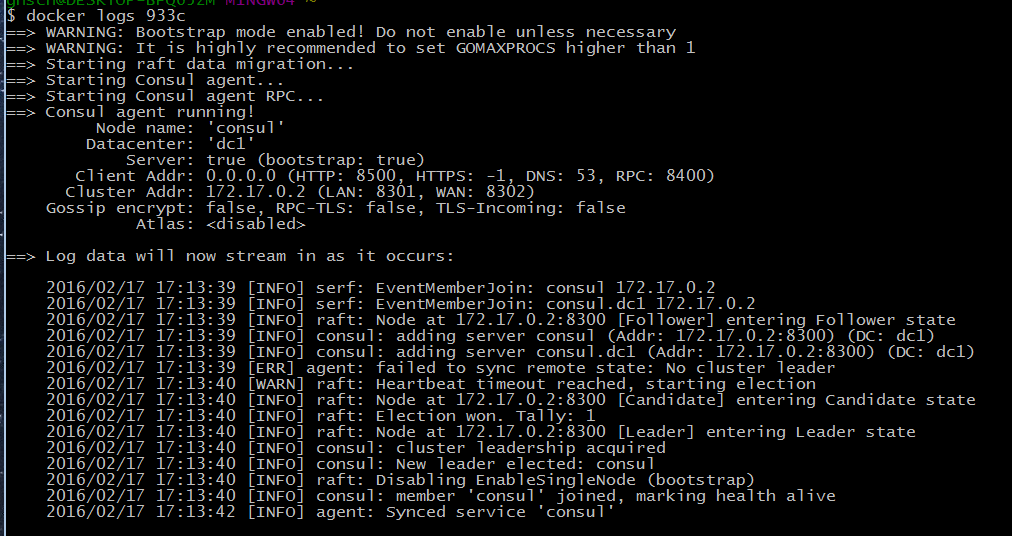 $ docker logs 933c
==> WARNING: Bootstrap mode enabled! Do not enable unless necessary
==> WARNING: It is highly recommended to set GOMAXPROCS higher than 1
==> Starting raft data migration...
==> Starting Consul agent...
==> Starting Consul agent RPC...
==> Consul agent running!
         Node name: 'consul'
        Datacenter: 'dc1'
            Server: true (bootstrap: true)
       Client Addr: 0.0.0.0 (HTTP: 8500, HTTPS: -1, DNS: 53, RPC: 8400)
      Cluster Addr: 172.17.0.2 (LAN: 8301, WAN: 8302)
    Gossip encrypt: false, RPC-TLS: false, TLS-Incoming: false
             Atlas: <disabled>
==> Log data will now stream in as it occurs:
    2016/02/17 17:13:39 [INFO] serf: EventMemberJoin: consul 172.17.0.2
    2016/02/17 17:13:39 [INFO] serf: EventMemberJoin: consul.dc1 172.17.0.2
    2016/02/17 17:13:39 [INFO] raft: Node at 172.17.0.2:8300 [Follower] entering Follower state
    2016/02/17 17:13:39 [INFO] consul: adding server consul (Addr: 172.17.0.2:8300) (DC: dc1)
    2016/02/17 17:13:39 [INFO] consul: adding server consul.dc1 (Addr: 172.17.0.2:8300) (DC: dc1)
    2016/02/17 17:13:39 [ERR] agent: failed to sync remote state: No cluster leader
    2016/02/17 17:13:40 [WARN] raft: Heartbeat timeout reached, starting election
    2016/02/17 17:13:40 [INFO] raft: Node at 172.17.0.2:8300 [Candidate] entering Candidate state
    2016/02/17 17:13:40 [INFO] raft: Election won. Tally: 1
    2016/02/17 17:13:40 [INFO] raft: Node at 172.17.0.2:8300 [Leader] entering Leader state
    2016/02/17 17:13:40 [INFO] consul: cluster leadership acquired
    2016/02/17 17:13:40 [INFO] consul: New leader elected: consul
    2016/02/17 17:13:40 [INFO] raft: Disabling EnableSingleNode (bootstrap)
    2016/02/17 17:13:40 [INFO] consul: member 'consul' joined, marking health alive
    2016/02/17 17:13:42 [INFO] agent: Synced service 'consul'